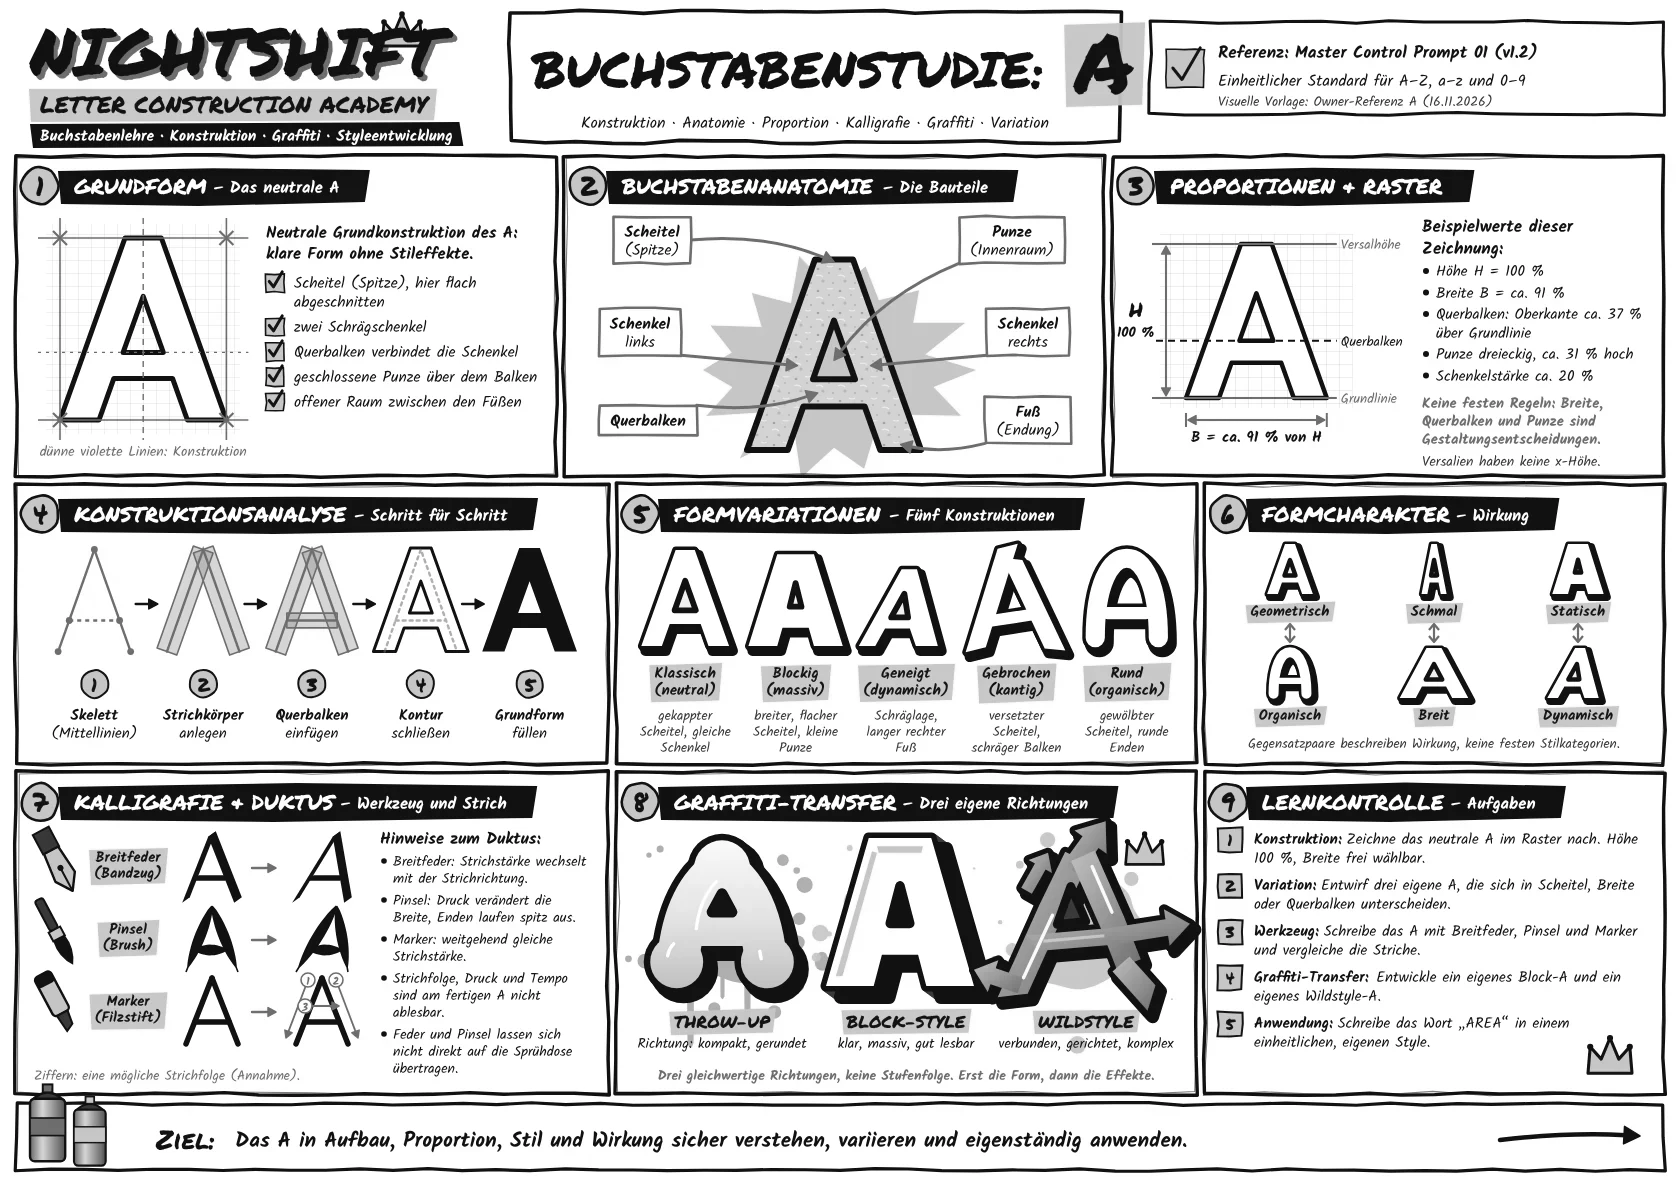 NIGHTSHIFT
LETTER CONSTRUCTION ACADEMY
Buchstabenlehre · Konstruktion · Graffiti · Styleentwicklung
BUCHSTABENSTUDIE: A
Konstruktion · Anatomie · Proportion · Kalligrafie · Graffiti · Variation
Referenz: Master Control Prompt 01 (v1.2)
Einheitlicher Standard für A–Z, a–z und 0–9
Visuelle Vorlage: Owner-Referenz A (16.11.2026)
1 GRUNDFORM – Das neutrale A
Neutrale Grundkonstruktion des A:
klare Form ohne Stileffekte.
Scheitel (Spitze), hier flach
abgeschnitten
zwei Schrägschenkel
Querbalken verbindet die Schenkel
geschlossene Punze über dem Balken
offener Raum zwischen den Füßen
dünne violette Linien: Konstruktion
2 BUCHSTABENANATOMIE – Die Bauteile
Scheitel
(Spitze)
Punze
(Innenraum)
Schenkel
links
Schenkel
rechts
Querbalken
Fuß
(Endung)
3 PROPORTIONEN + RASTER
Versalhöhe
H
100 %
Querbalken
Grundlinie
B = ca. 91 % von H
Beispielwerte dieser
Zeichnung:
• Höhe H = 100 %
• Breite B = ca. 91 %
• Querbalken: Oberkante ca. 37 %
über Grundlinie
• Punze dreieckig, ca. 31 % hoch
• Schenkelstärke ca. 20 %
Keine festen Regeln: Breite,
Querbalken und Punze sind
Gestaltungsentscheidungen.
Versalien haben keine x-Höhe.
4 KONSTRUKTIONSANALYSE – Schritt für Schritt
1
Skelett
(Mittellinien)
2
Strichkörper
anlegen
3
Querbalken
einfügen
4
Kontur
schließen
5
Grundform
füllen
5 FORMVARIATIONEN – Fünf Konstruktionen
Klassisch
(neutral)
gekappter
Scheitel, gleiche
Schenkel
Blockig
(massiv)
breiter, flacher
Scheitel, kleine
Punze
Geneigt
(dynamisch)
Schräglage,
langer rechter
Fuß
Gebrochen
(kantig)
versetzter
Scheitel,
schräger Balken
Rund
(organisch)
gewölbter
Scheitel, runde
Enden
6 FORMCHARAKTER – Wirkung
Geometrisch
Schmal
Statisch
Organisch
Breit
Dynamisch
Gegensatzpaare beschreiben Wirkung, keine festen Stilkategorien.
7 KALLIGRAFIE + DUKTUS – Werkzeug und Strich
Breitfeder
(Bandzug)
Pinsel
(Brush)
Marker
(Filzstift)
1 2
3
Hinweise zum Duktus:
• Breitfeder: Strichstärke wechselt
mit der Strichrichtung.
• Pinsel: Druck verändert die
Breite, Enden laufen spitz aus.
• Marker: weitgehend gleiche
Strichstärke.
• Strichfolge, Druck und Tempo
sind am fertigen A nicht
ablesbar.
• Feder und Pinsel lassen sich
nicht direkt auf die Sprühdose
übertragen.
Ziffern: eine mögliche Strichfolge (Annahme).
8 GRAFFITI-TRANSFER – Drei eigene Richtungen
THROW-UP
Richtung: kompakt, gerundet
BLOCK-STYLE
klar, massiv, gut lesbar
WILDSTYLE
verbunden, gerichtet, komplex
Drei gleichwertige Richtungen, keine Stufenfolge. Erst die Form, dann die Effekte.
9 LERNKONTROLLE – Aufgaben
1 Konstruktion: Zeichne das neutrale A im Raster nach. Höhe
100 %, Breite frei wählbar.
2 Variation: Entwirf drei eigene A, die sich in Scheitel, Breite
oder Querbalken unterscheiden.
3 Werkzeug: Schreibe das A mit Breitfeder, Pinsel und Marker
und vergleiche die Striche.
4 Graffiti-Transfer: Entwickle ein eigenes Block-A und ein
eigenes Wildstyle-A.
5 Anwendung: Schreibe das Wort „AREA“ in einem
einheitlichen, eigenen Style.
ZIEL: Das A in Aufbau, Proportion, Stil und Wirkung sicher verstehen, variieren und eigenständig anwenden.